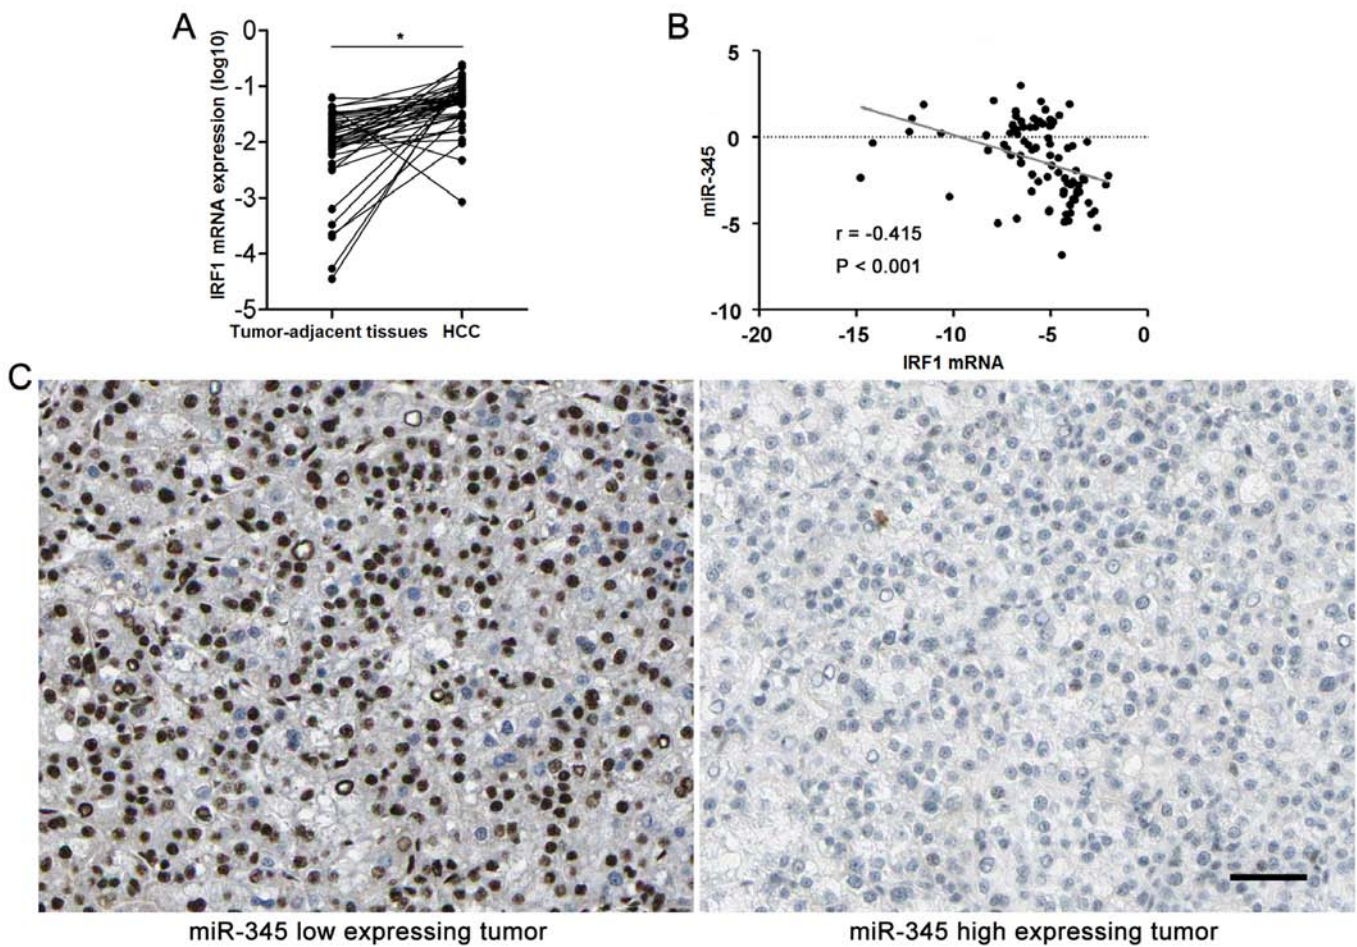 A
IRF1 mRNA expression (log10)
0
-1
-2
-3
-4
-5
*
Tumor-adjacent tissues HCC
B
miR-345
5
0
-5
-10
r = -0.415
P < 0.001
-20 -15 -10 -5 0
IRF1 mRNA
C
miR-345 low expressing tumor
miR-345 high expressing tumor